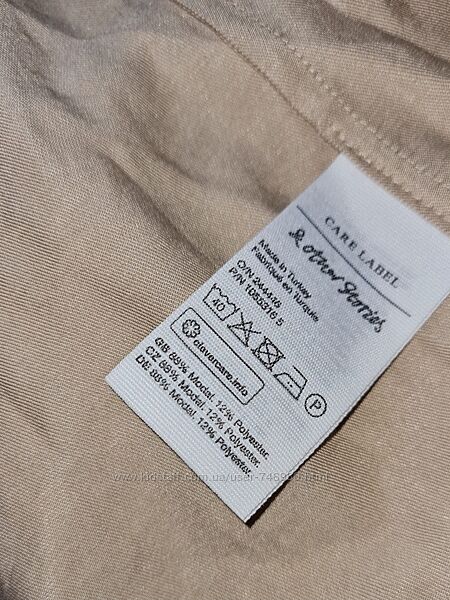 CARE LABEL
& other Stories
Made in Turkey
Fabriqué en Turquie
O/N 244416
P/N 1055316 5
40
P
clevercare.info
GB 88% Modal. 12% Polyester.
CZ 88% Modal. 12% Polyester.
DE 88% Modal. 12% Polyester.